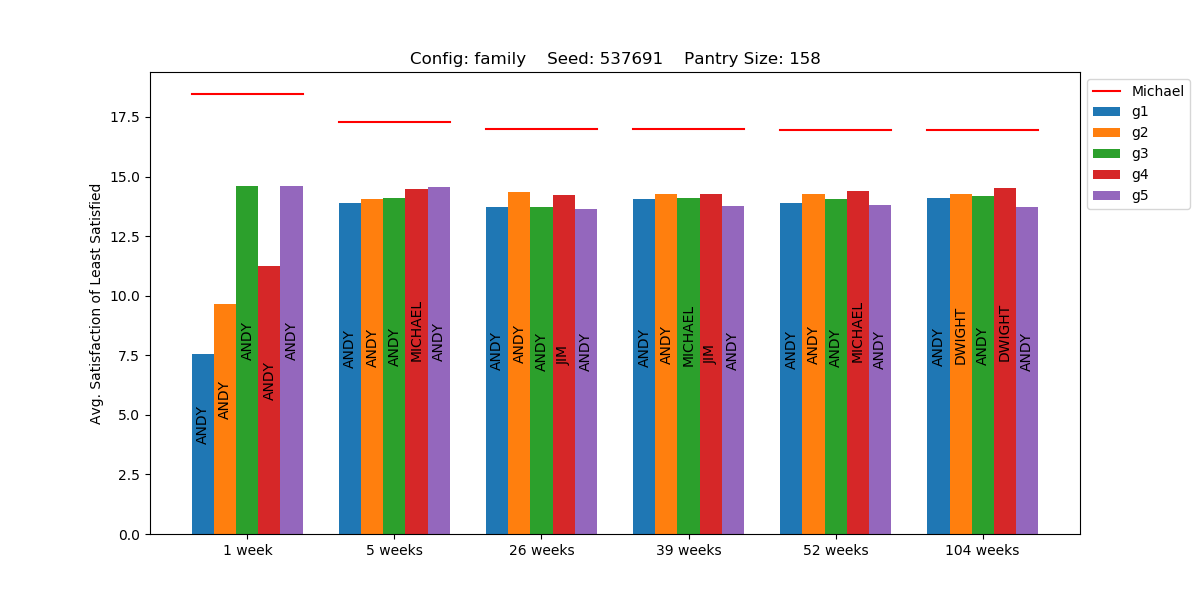 Config: family    Seed: 537691    Pantry Size: 158
Avg. Satisfaction of Least Satisfied
17.5
15.0
12.5
10.0
7.5
5.0
2.5
0.0
ANDY
ANDY
ANDY
ANDY
ANDY
ANDY
ANDY
ANDY
MICHAEL
ANDY
ANDY
ANDY
ANDY
JIM
ANDY
ANDY
ANDY
MICHAEL
JIM
ANDY
ANDY
ANDY
ANDY
MICHAEL
ANDY
ANDY
DWIGHT
ANDY
DWIGHT
ANDY
1 week
5 weeks
26 weeks
39 weeks
52 weeks
104 weeks
Michael
g1
g2
g3
g4
g5